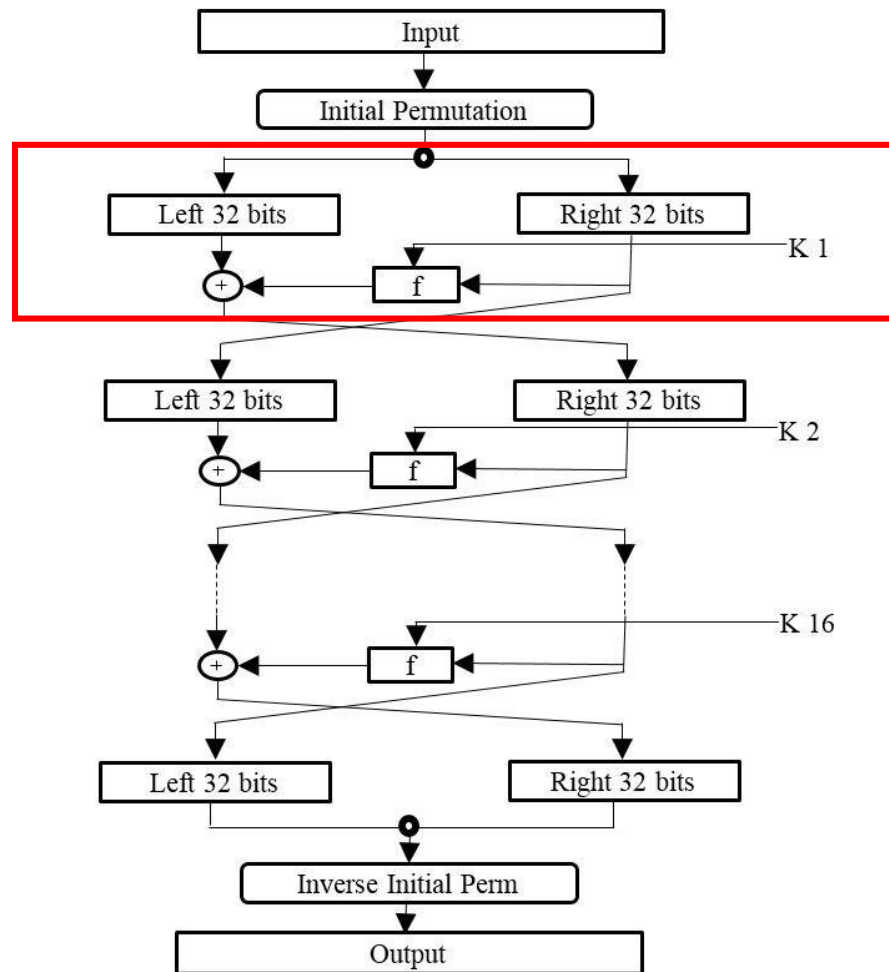 Input
Initial Permutation
Left 32 bits
Right 32 bits
K 1
+
f
Left 32 bits
Right 32 bits
K 2
+
f
K 16
+
f
Left 32 bits
Right 32 bits
Inverse Initial Perm
Output